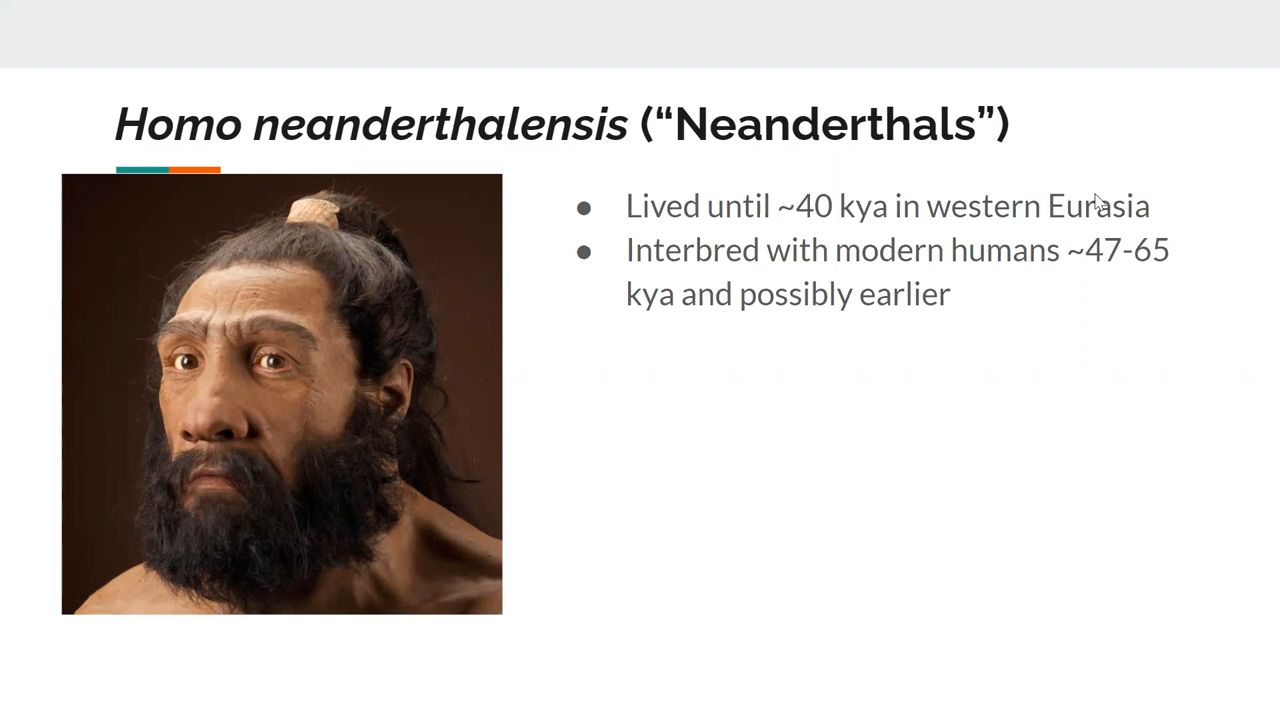 Homo neanderthalensis (“Neanderthals”)
● Lived until ~40 kya in western Eurasia
● Interbred with modern humans ~47-65
kya and possibly earlier